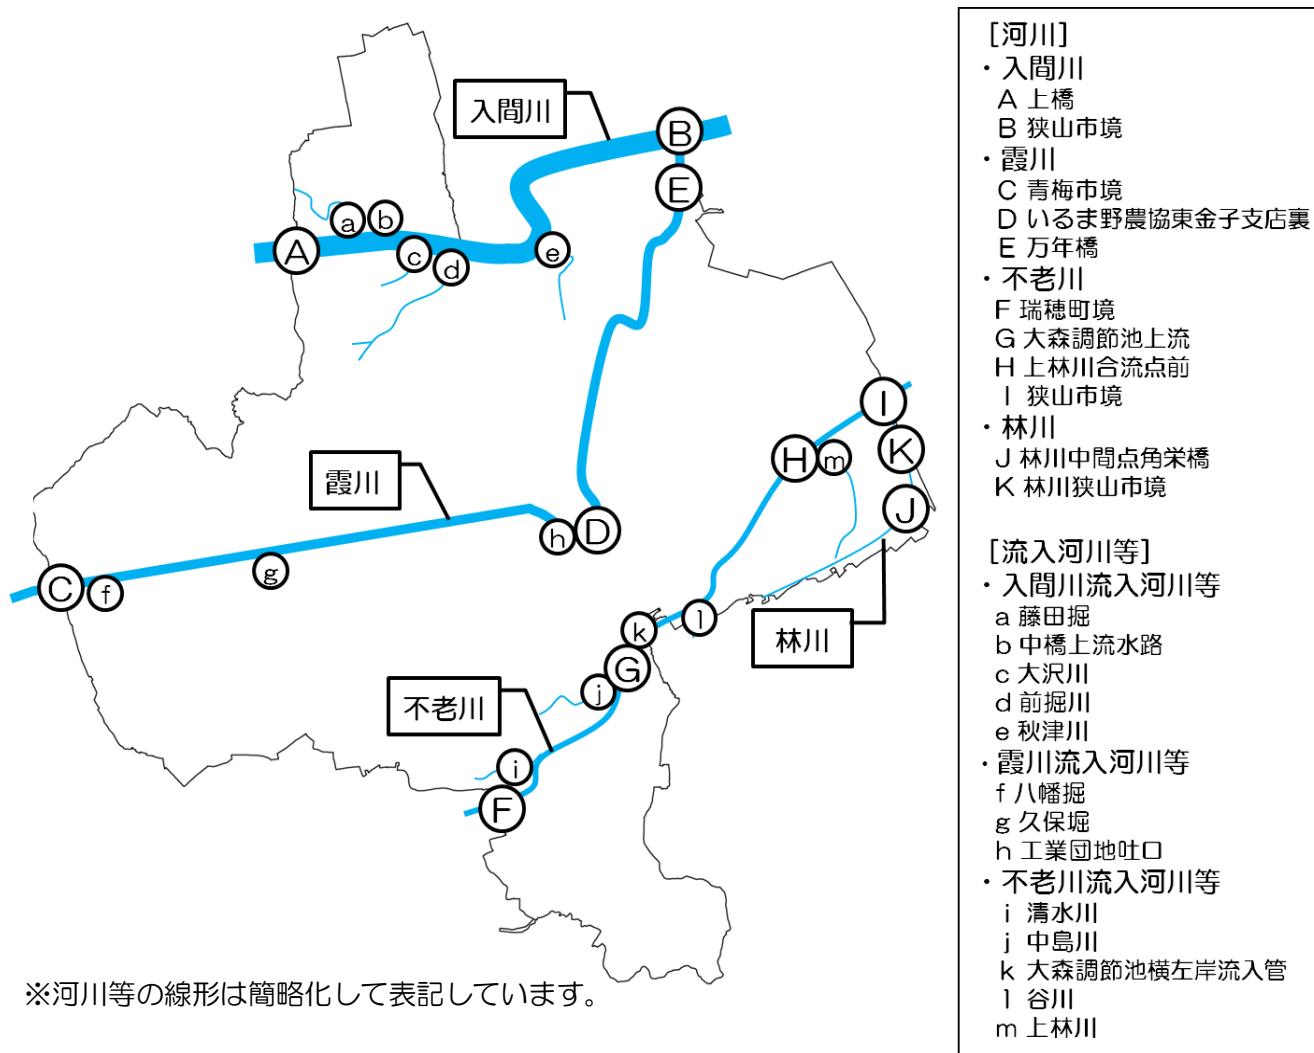 入間川
B
E
a
b
A
c
d
e
I
H
m
K
霞川
J
h
D
g
C
f
l
k
林川
G
j
不老川
i
F
※河川等の線形は簡略化して表記しています。
[河川]
・入間川
A 上橋
B 狭山市境
・霞川
C 青梅市境
D いるま野農協東金子支店裏
E 万年橋
・不老川
F 瑞穂町境
G 大森調節池上流
H 上林川合流点前
I 狭山市境
・林川
J 林川中間点角栄橋
K 林川狭山市境
[流入河川等]
・入間川流入河川等
a 藤田堀
b 中橋上流水路
c 大沢川
d 前掘川
e 秋津川
・霞川流入河川等
f 八幡掘
g 久保堀
h 工業団地吐口
・不老川流入河川等
i 清水川
j 中島川
k 大森調節池横左岸流入管
l 谷川
m 上林川